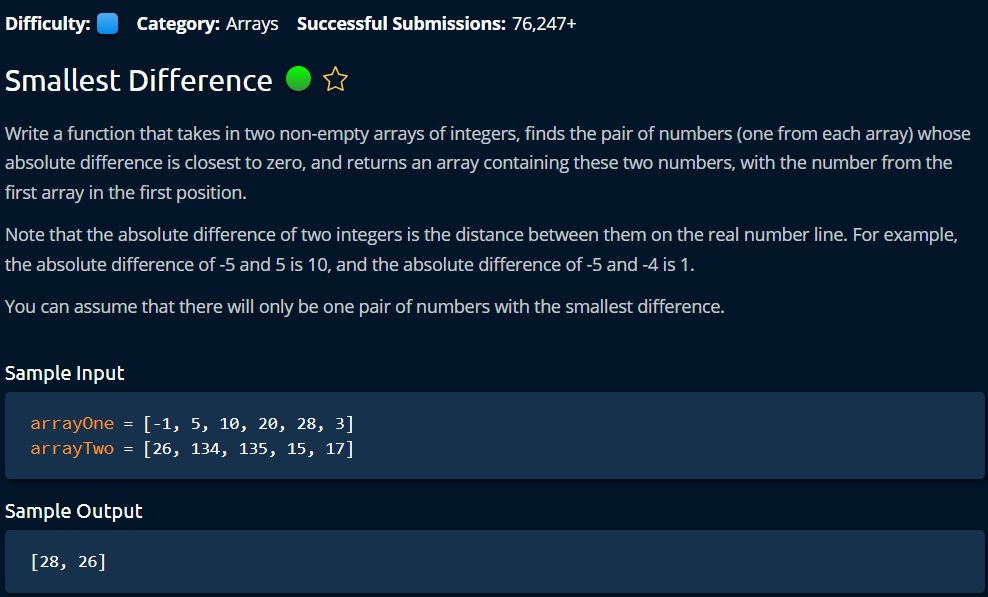 Difficulty: Category: Arrays Successful Submissions: 76,247+
Smallest Difference
Write a function that takes in two non-empty arrays of integers, finds the pair of numbers (one from each array) whose
absolute difference is closest to zero, and returns an array containing these two numbers, with the number from the
first array in the first position.
Note that the absolute difference of two integers is the distance between them on the real number line. For example,
the absolute difference of -5 and 5 is 10, and the absolute difference of -5 and -4 is 1.
You can assume that there will only be one pair of numbers with the smallest difference.
Sample Input
arrayOne = [-1, 5, 10, 20, 28, 3]
arrayTwo = [26, 134, 135, 15, 17]
Sample Output
[28, 26]